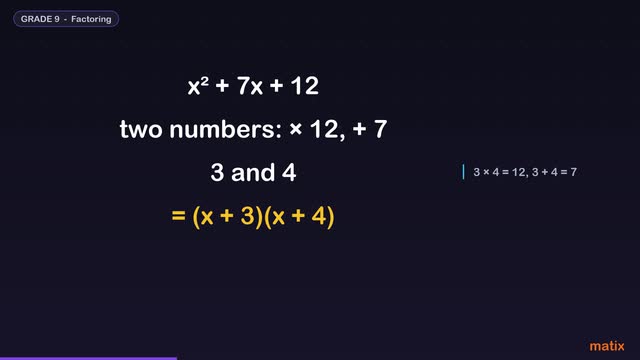 GRADE 9 - Factoring
x² + 7x + 12
two numbers: × 12, + 7
3 and 4
3 × 4 = 12, 3 + 4 = 7
= (x + 3)(x + 4)
matix